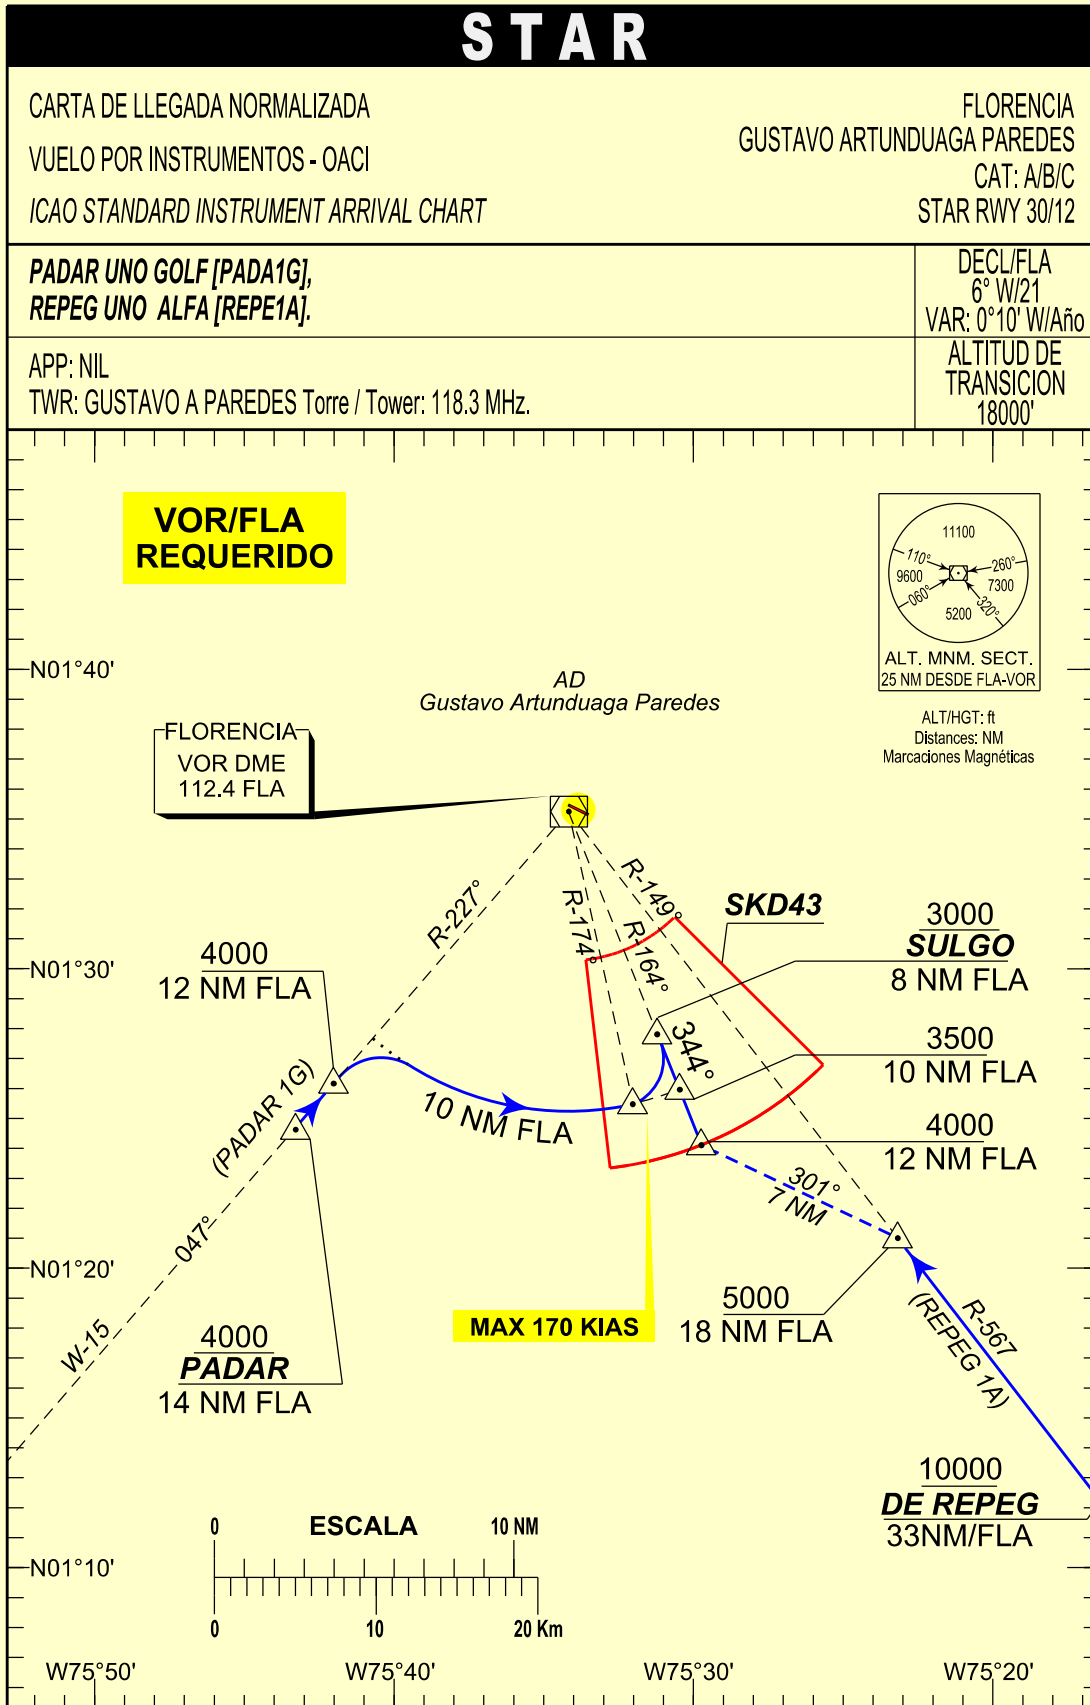 STAR
CARTA DE LLEGADA NORMALIZADA
VUELO POR INSTRUMENTOS - OACI
ICAO STANDARD INSTRUMENT ARRIVAL CHART
FLORENCIA
GUSTAVO ARTUNDUAGA PAREDES
CAT: A/B/C
STAR RWY 30/12
PADAR UNO GOLF [PADA1G],
REPEG UNO ALFA [REPE1A].
DECL/FLA
6° W/21
VAR: 0°10' W/Año
APP: NIL
TWR: GUSTAVO A PAREDES Torre / Tower: 118.3 MHz.
ALTITUD DE
TRANSICION
18000'
VOR/FLA
REQUERIDO
11100
110°
260°
9600
7300
060°
320°
5200
ALT. MNM. SECT.
25 NM DESDE FLA-VOR
ALT/HGT: ft
Distances: NM
Marcaciones Magnéticas
N01°40'
AD
Gustavo Artunduaga Paredes
FLORENCIA
VOR DME
112.4 FLA
R-227°
R-174°
R-164°
R-149°
SKD43
3000
SULGO
8 NM FLA
4000
12 NM FLA
N01°30'
344°
3500
10 NM FLA
(PADAR 1G)
10 NM FLA
4000
12 NM FLA
301°
7 NM
047°
N01°20'
5000
18 NM FLA
MAX 170 KIAS
W-15
4000
PADAR
14 NM FLA
R-567
(REPEG 1A)
10000
DE REPEG
33NM/FLA
0 ESCALA 10 NM
N01°10'
0 10 20 Km
W75°50' W75°40' W75°30' W75°20'